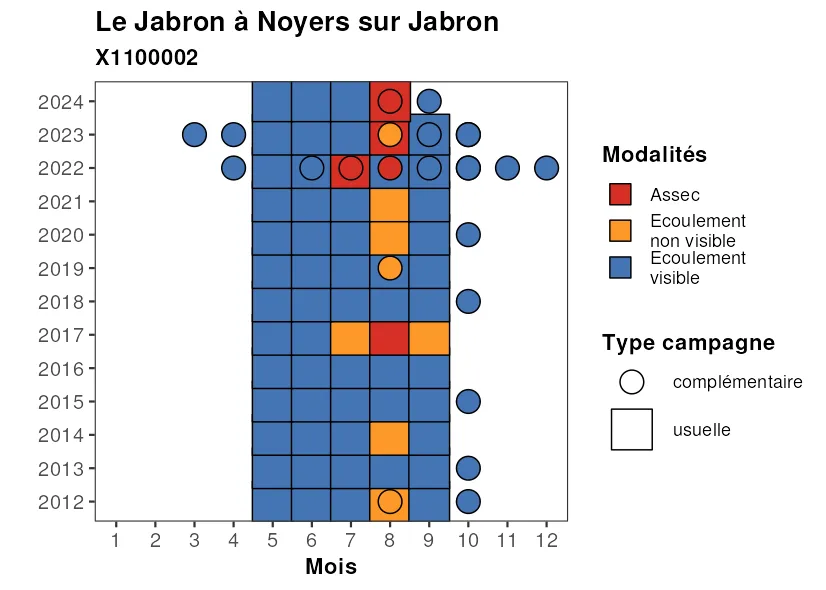 Le Jabron à Noyers sur Jabron
X1100002
2024
2023
2022
2021
2020
2019
2018
2017
2016
2015
2014
2013
2012
1 2 3 4 5 6 7 8 9 10 11 12
Mois
Modalités
Assec
Ecoulement
non visible
Ecoulement
visible
Type campagne
complémentaire
usuelle